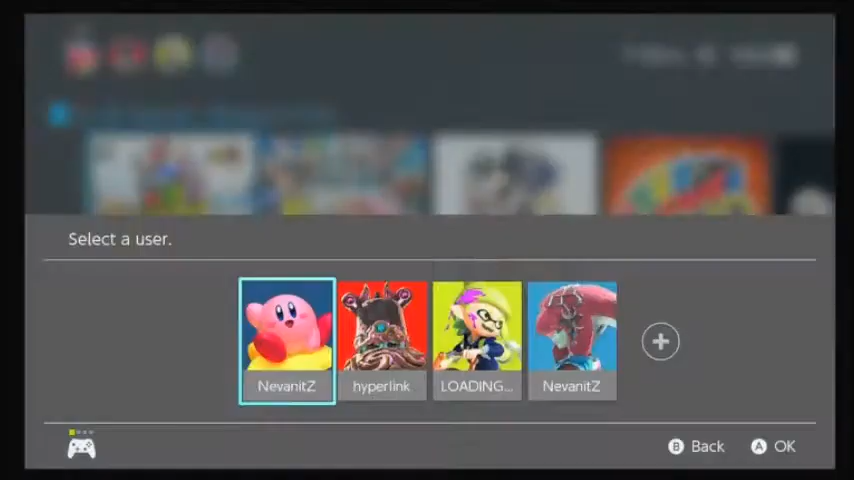 Select a user.
NevanitZ
hyperlink
LOADING...
NevanitZ
B Back
A OK